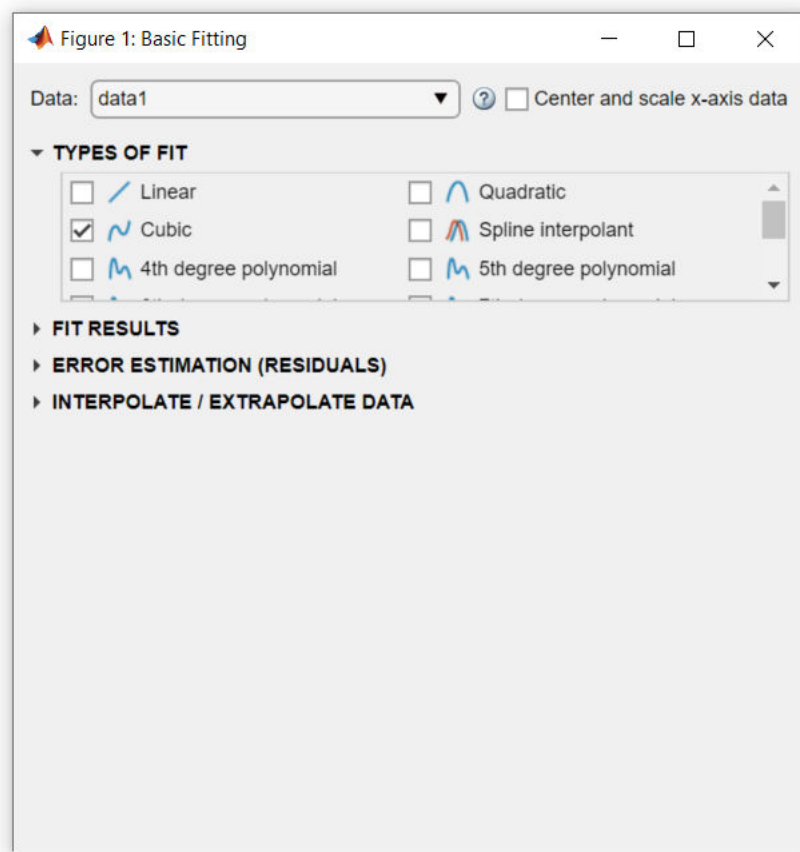 Figure 1: Basic Fitting
Data: data1 Center and scale x-axis data
TYPES OF FIT
Linear Quadratic
Cubic Spline interpolant
4th degree polynomial 5th degree polynomial
FIT RESULTS
ERROR ESTIMATION (RESIDUALS)
INTERPOLATE / EXTRAPOLATE DATA